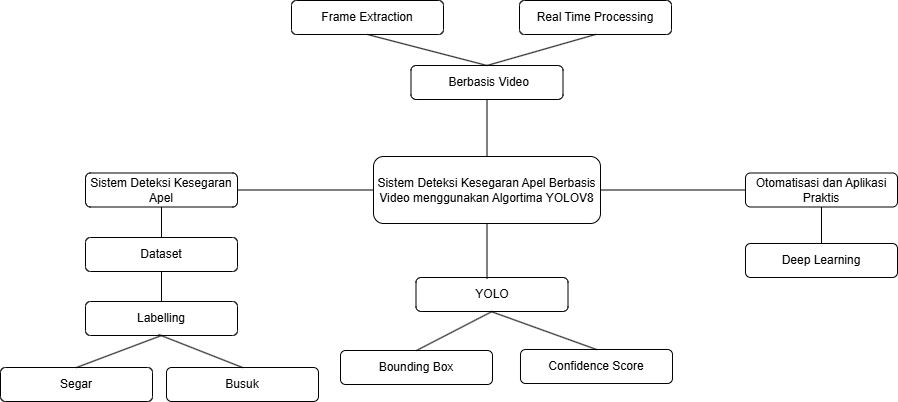 Frame Extraction
Real Time Processing
Berbasis Video
Sistem Deteksi Kesegaran
Apel
Sistem Deteksi Kesegaran Apel Berbasis
Video menggunakan Algortima YOLOV8
Otomatisasi dan Aplikasi
Praktis
Dataset
Deep Learning
YOLO
Labelling
Bounding Box
Confidence Score
Segar
Busuk